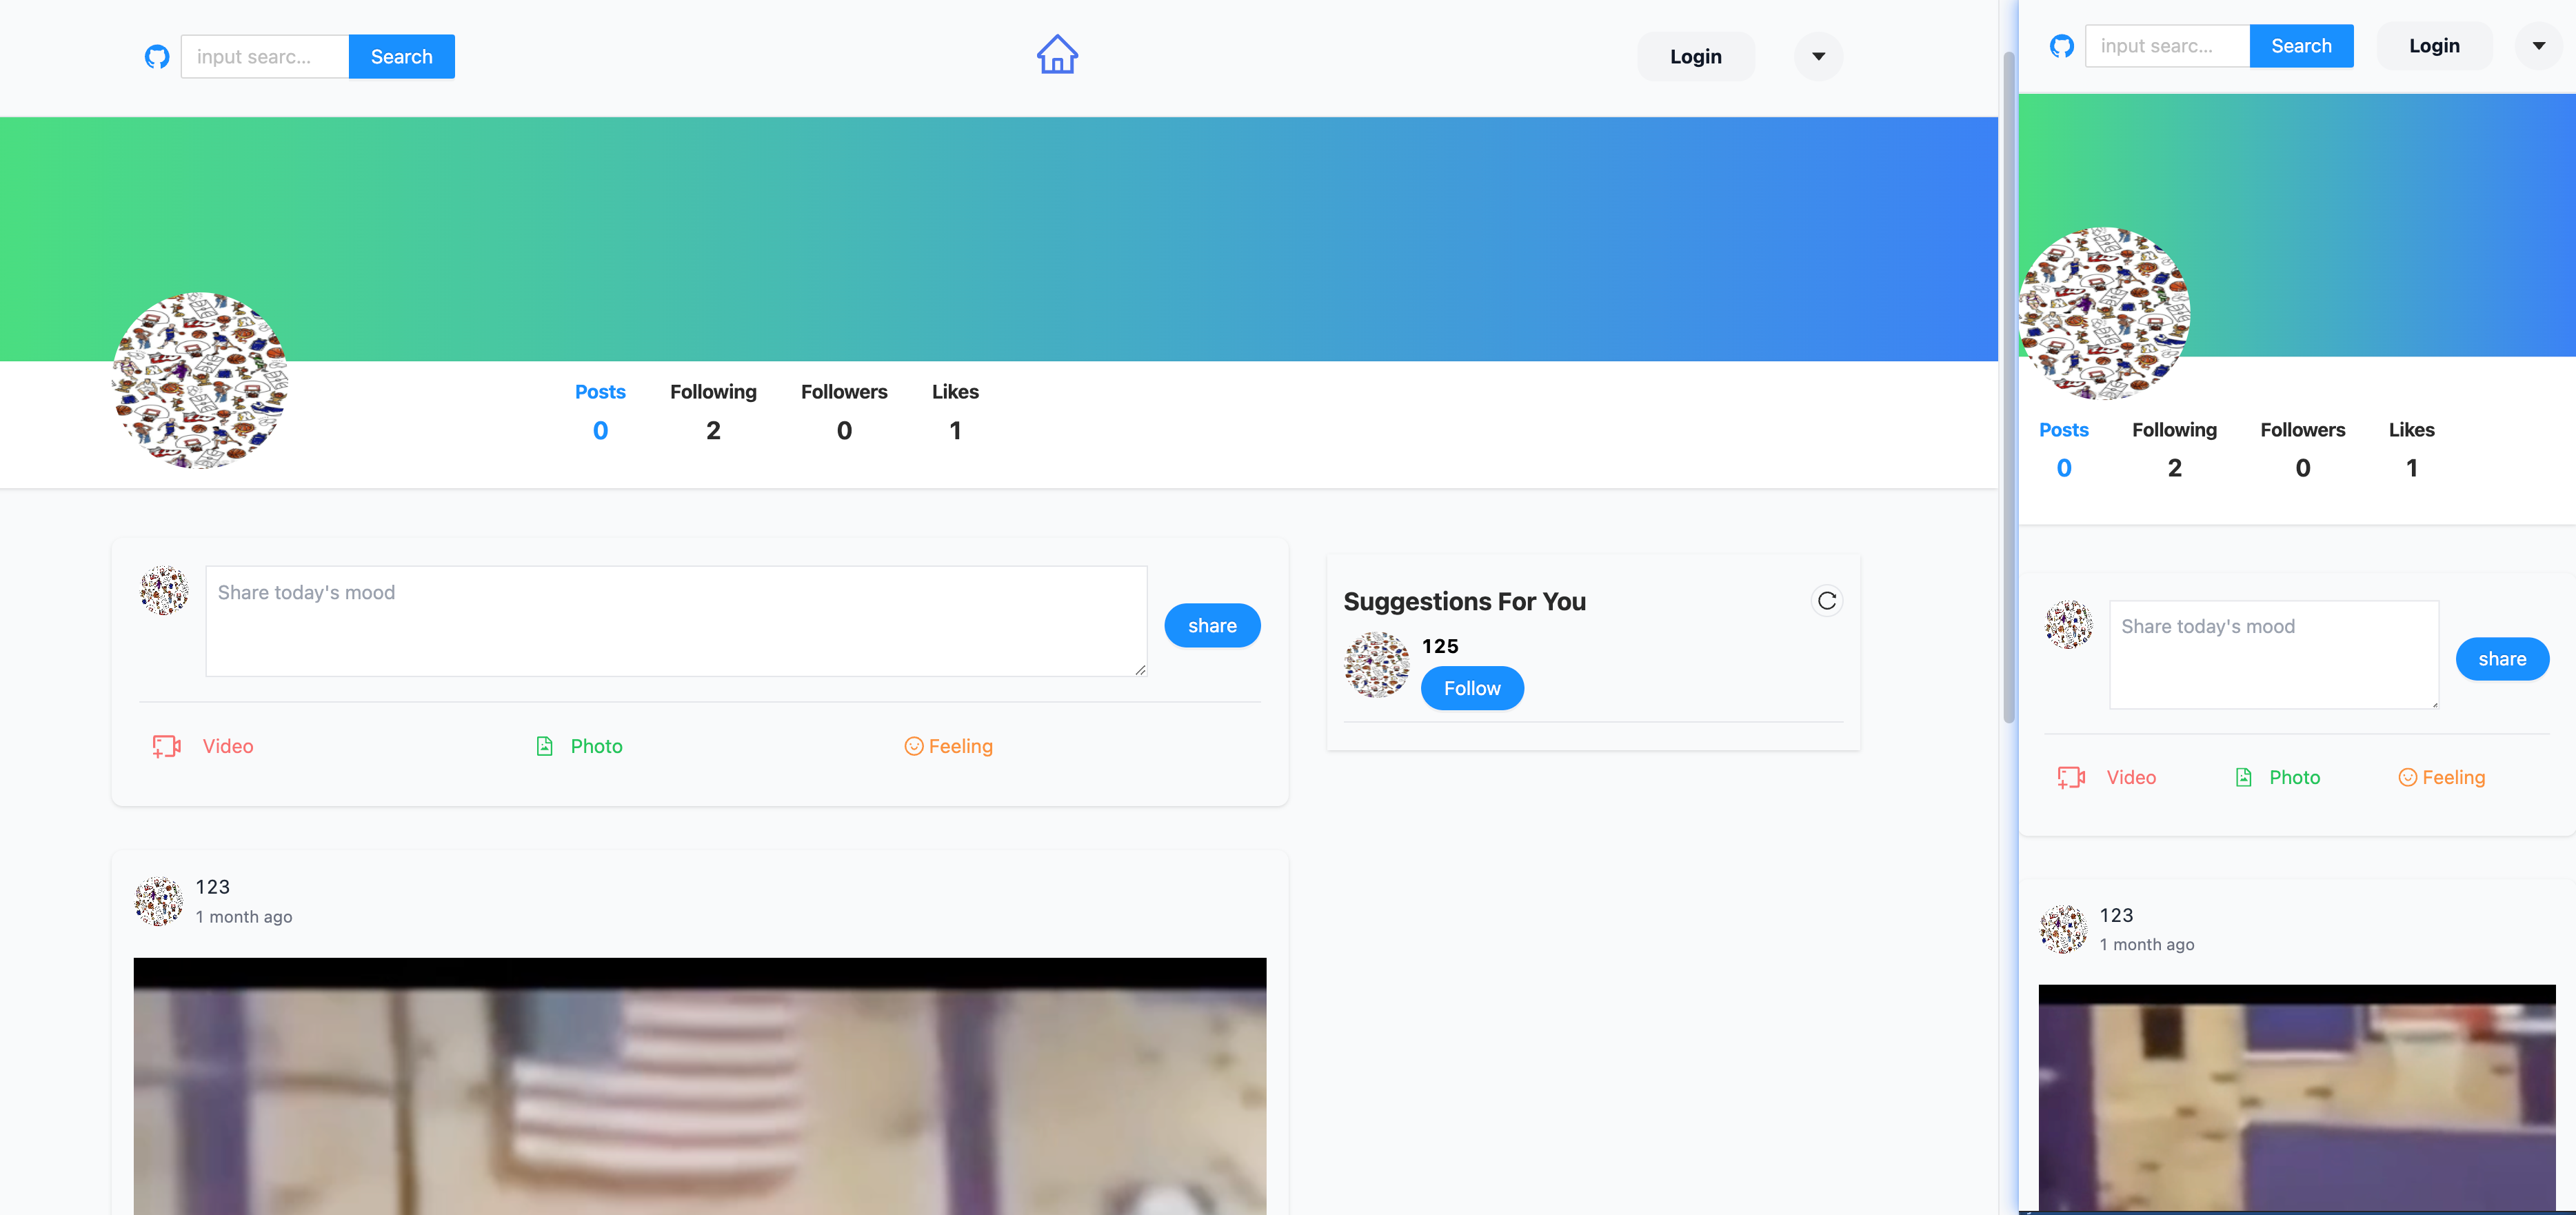 input searc...
Search
Login
Posts Following Followers Likes
0 2 0 1
Share today's mood
share
Video Photo Feeling
Suggestions For You
125
Follow
123
1 month ago
input searc...
Search
Login
Posts Following Followers Likes
0 2 0 1
Share today's mood
share
Video Photo Feeling
123
1 month ago